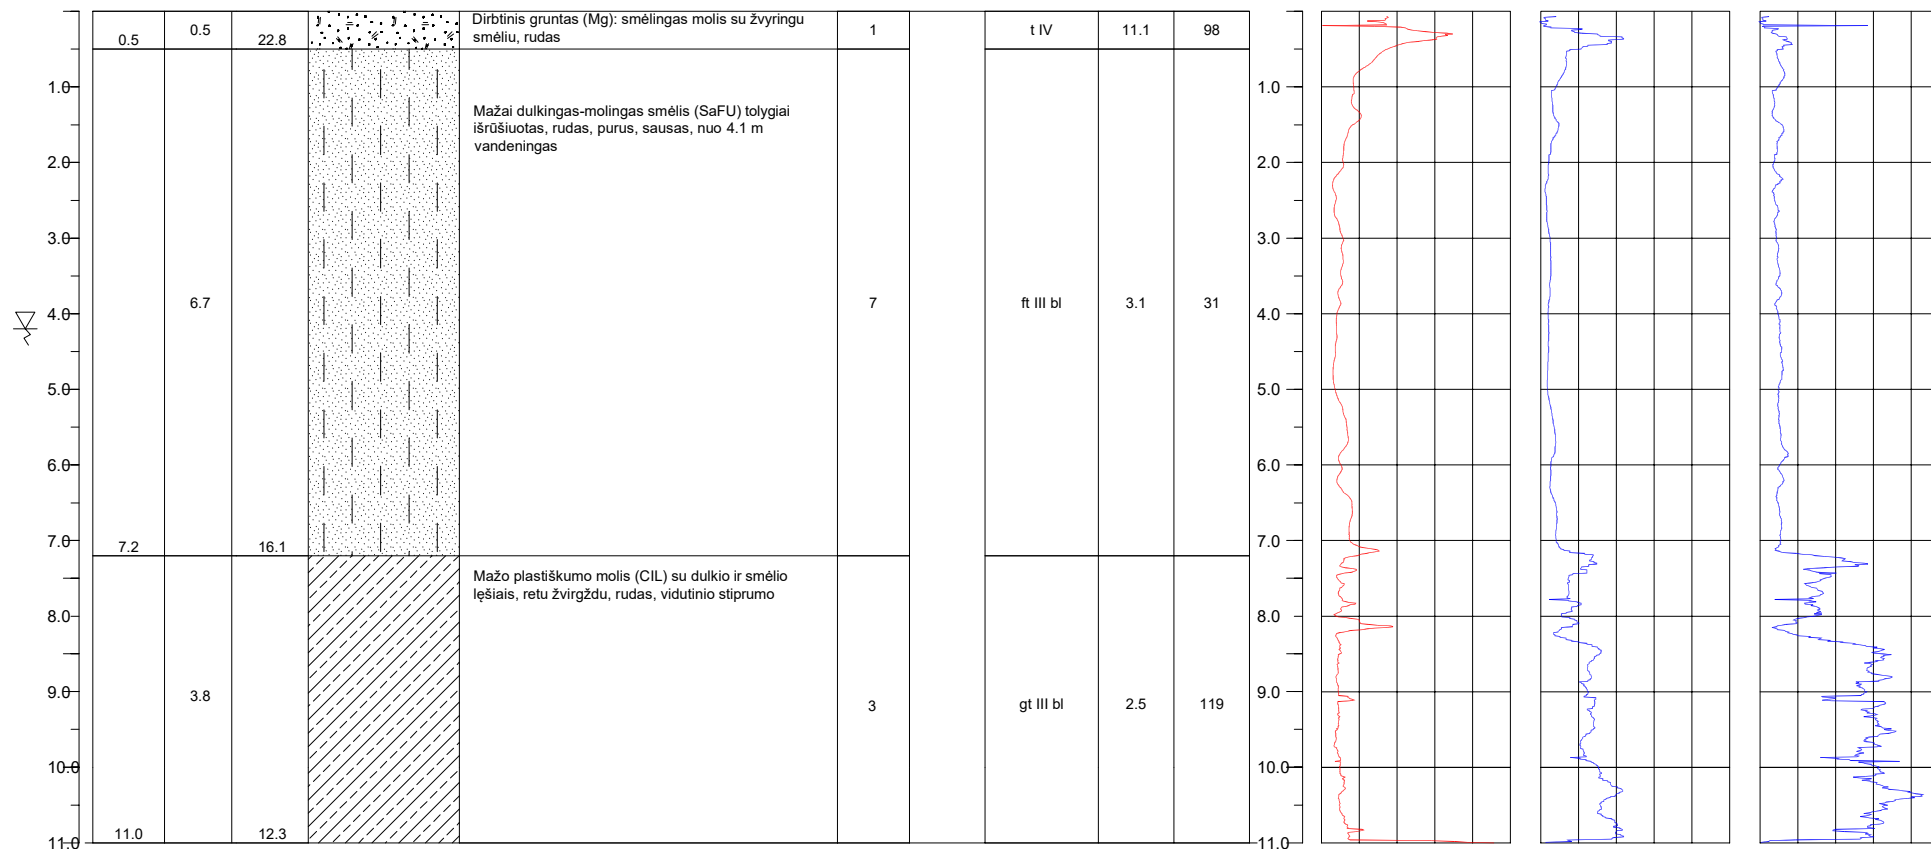 0.5 0.5 22.8 Dirbtinis gruntas (Mg): smėlingas molis su žvyringu
smėliu, rudas 1 t IV 11.1 98
1.0 1.0
Mažai dulkingas-molingas smėlis (SaFU) tolygiai
išrūšiuotas, rudas, purus, sausas, nuo 4.1 m
vandeningas
2.0 2.0
3.0 3.0
6.7 7 ft III bl 3.1 31
4.0 4.0
5.0 5.0
6.0 6.0
7.0 7.0
7.2 16.1
Mažo plastiškumo molis (CIL) su dulkio ir smėlio
lęšiais, retu žvirgždu, rudas, vidutinio stiprumo
8.0 8.0
9.0 3.8 3 gt III bl 2.5 119 9.0
10.0 10.0
11.0 12.3
11.0 11.0